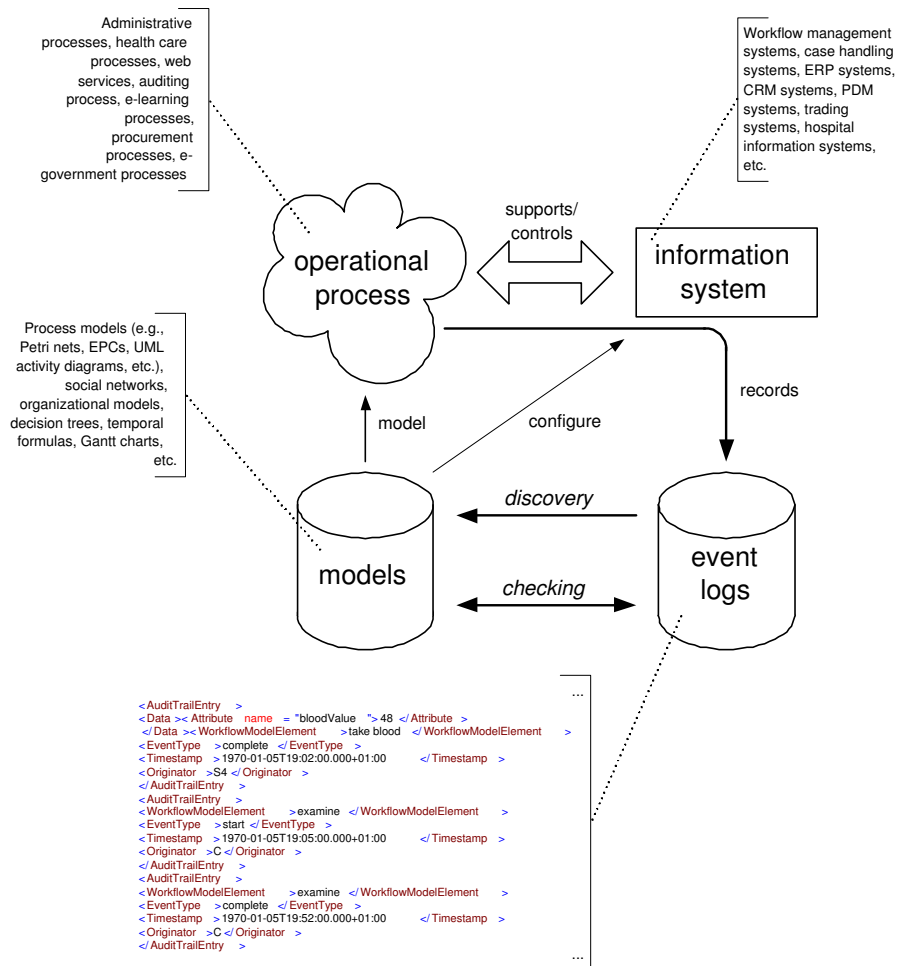 Administrative
processes, health care
processes, web
services, auditing
process, e-learning
processes,
procurement
processes, e-
government processes
Workflow management
systems, case handling
systems, ERP systems,
CRM systems, PDM
systems, trading
systems, hospital
information systems,
etc.
supports/
controls
operational
process
information
system
Process models (e.g.,
Petri nets, EPCs, UML
activity diagrams, etc.),
social networks,
organizational models,
decision trees, temporal
formulas, Gantt charts,
etc.
model
configure
records
discovery
checking
models
event
logs
...
<AuditTrailEntry >
<Data ><Attribute name = "bloodValue ">48 </Attribute >
</Data ><WorkflowModelElement >take blood </WorkflowModelElement >
<EventType >complete </EventType >
<Timestamp >1970-01-05T19:02:00.000+01:00 </Timestamp >
<Originator >S4 </Originator >
</AuditTrailEntry >
<AuditTrailEntry >
<WorkflowModelElement >examine </WorkflowModelElement >
<EventType >start </EventType >
<Timestamp >1970-01-05T19:05:00.000+01:00 </Timestamp >
<Originator >C </Originator >
</AuditTrailEntry >
<AuditTrailEntry >
<WorkflowModelElement >examine </WorkflowModelElement >
<EventType >complete </EventType >
<Timestamp >1970-01-05T19:52:00.000+01:00 </Timestamp >
<Originator >C </Originator >
</AuditTrailEntry >
...